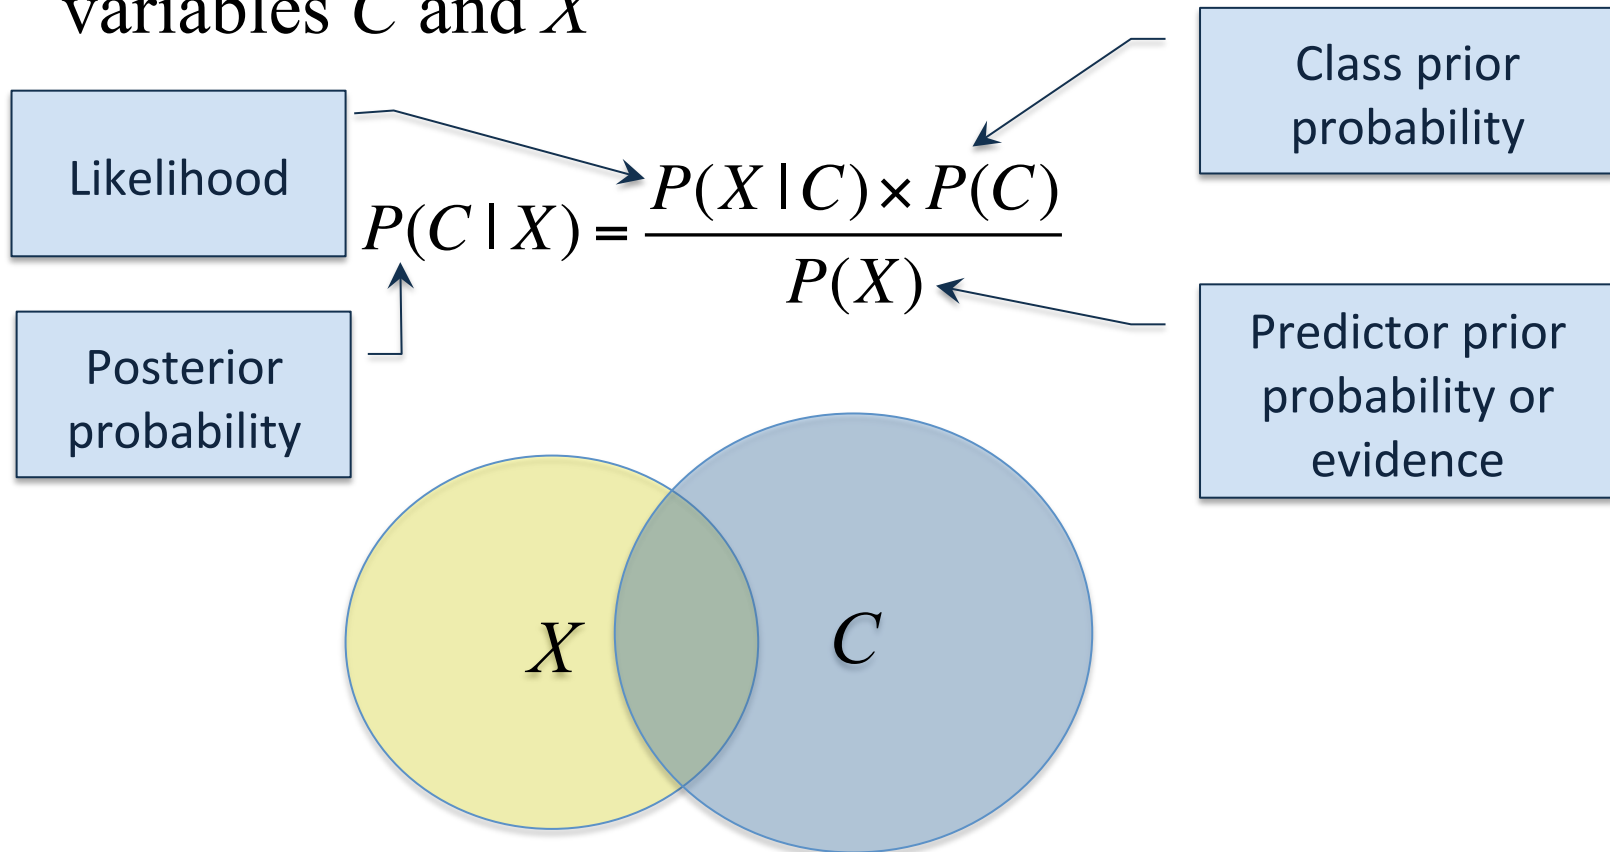 variables C and X
Class prior
probability
Likelihood
P(C | X) = P(X | C) × P(C)
P(X)
Posterior
probability
Predictor prior
probability or
evidence
X
C